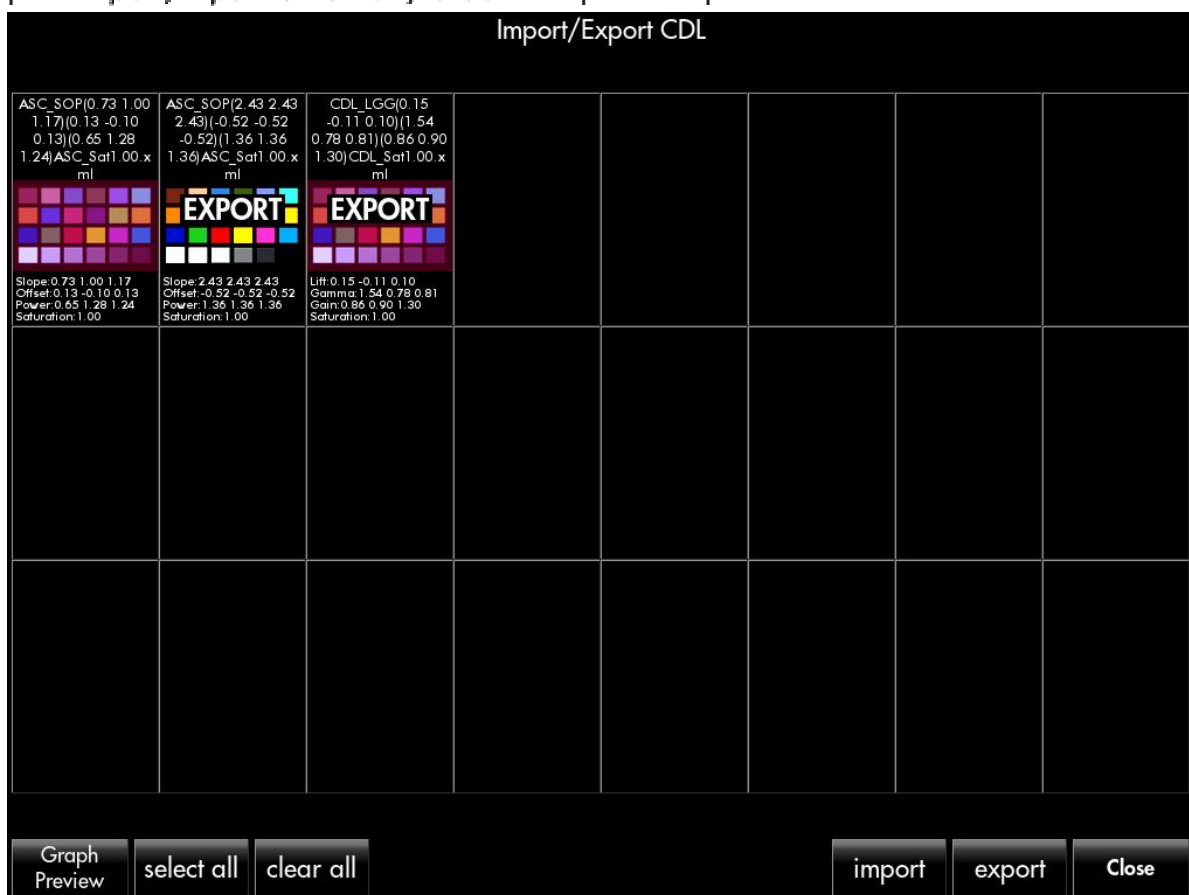 Import/Export CDL
ASC_SOP(0.73 1.00
1.17)(0.13 -0.10
0.13)(0.65 1.28
1.24)ASC_Sat1.00.x
ml
EXPORT
Slope:0.73 1.00 1.17
Offset:0.13 -0.10 0.13
Power:0.65 1.28 1.24
Saturation:1.00
ASC_SOP(2.43 2.43
2.43)(-0.52 -0.52
-0.52)(1.36 1.36
1.36)ASC_Sat1.00.x
ml
EXPORT
Slope:2.43 2.43 2.43
Offset:-0.52 -0.52 -0.52
Power:1.36 1.36 1.36
Saturation:1.00
CDL_LGG(0.15
-0.11 0.10)(1.54
0.78 0.81)(0.86 0.90
1.30)CDL_Sat1.00.x
ml
Lift:0.15 -0.11 0.10
Gamma:1.54 0.78 0.81
Gain:0.86 0.90 1.30
Saturation:1.00
Graph
Preview
select all
clear all
import
export
Close